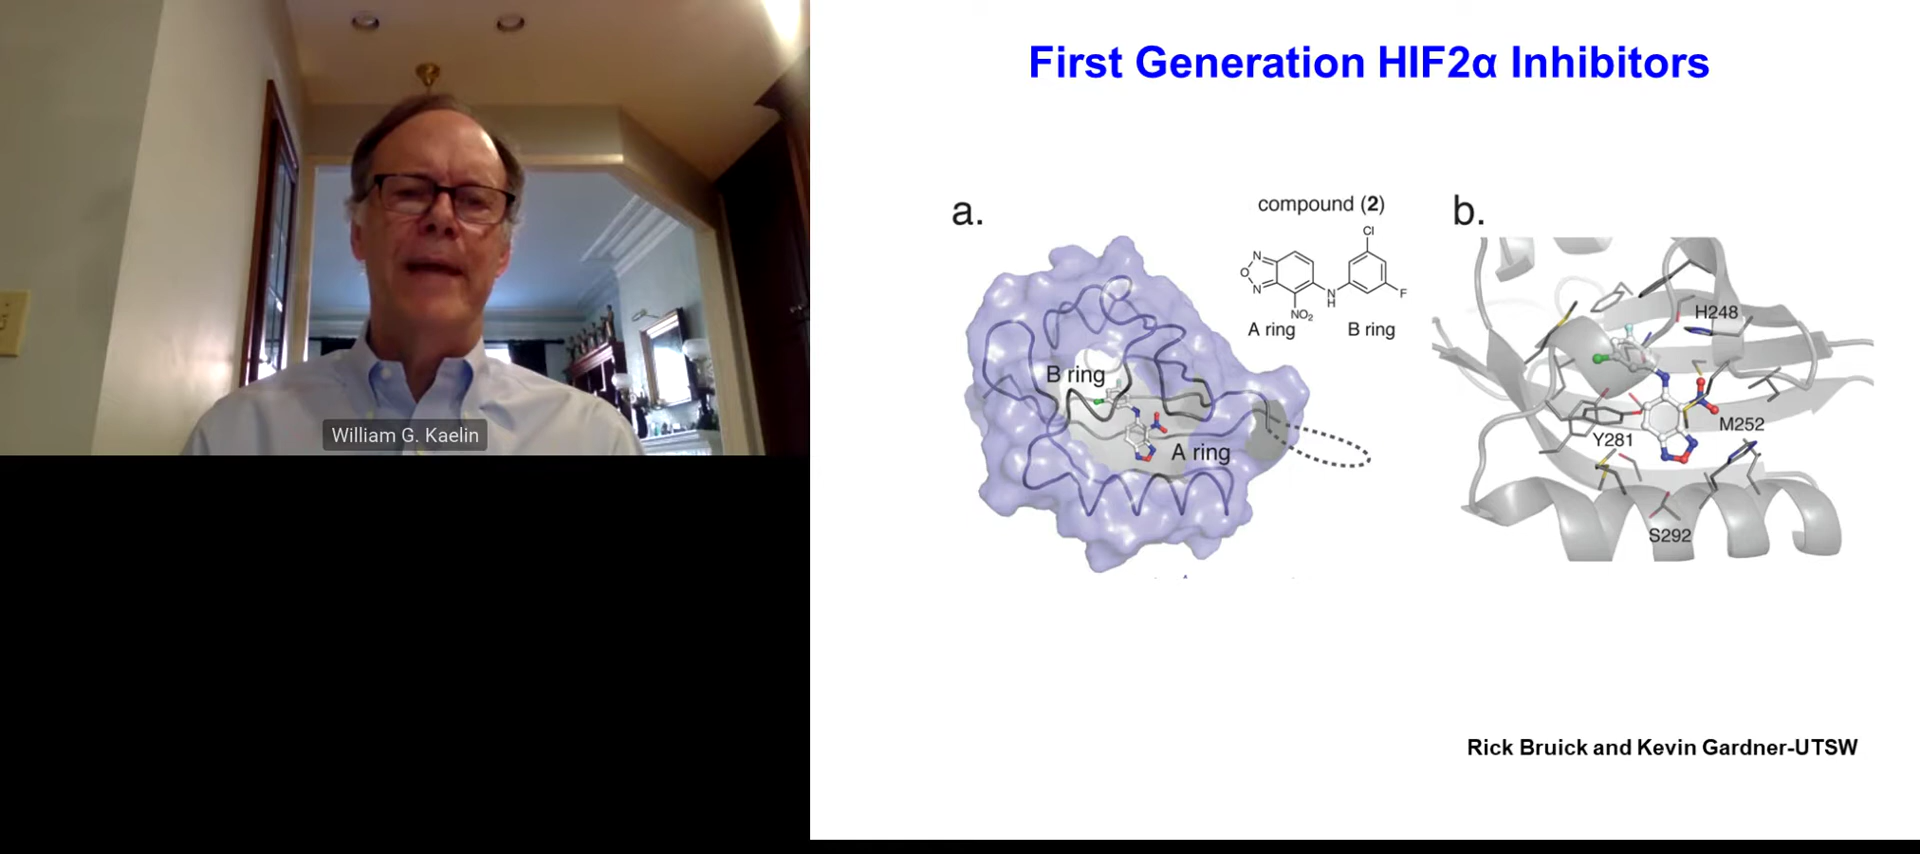 William G. Kaelin
First Generation HIF2α Inhibitors
a.
compound (2)
Cl
N
O
N
N
H
F
NO2
A ring
B ring
B ring
A ring
b.
H248
M252
Y281
S292
Rick Bruick and Kevin Gardner-UTSW